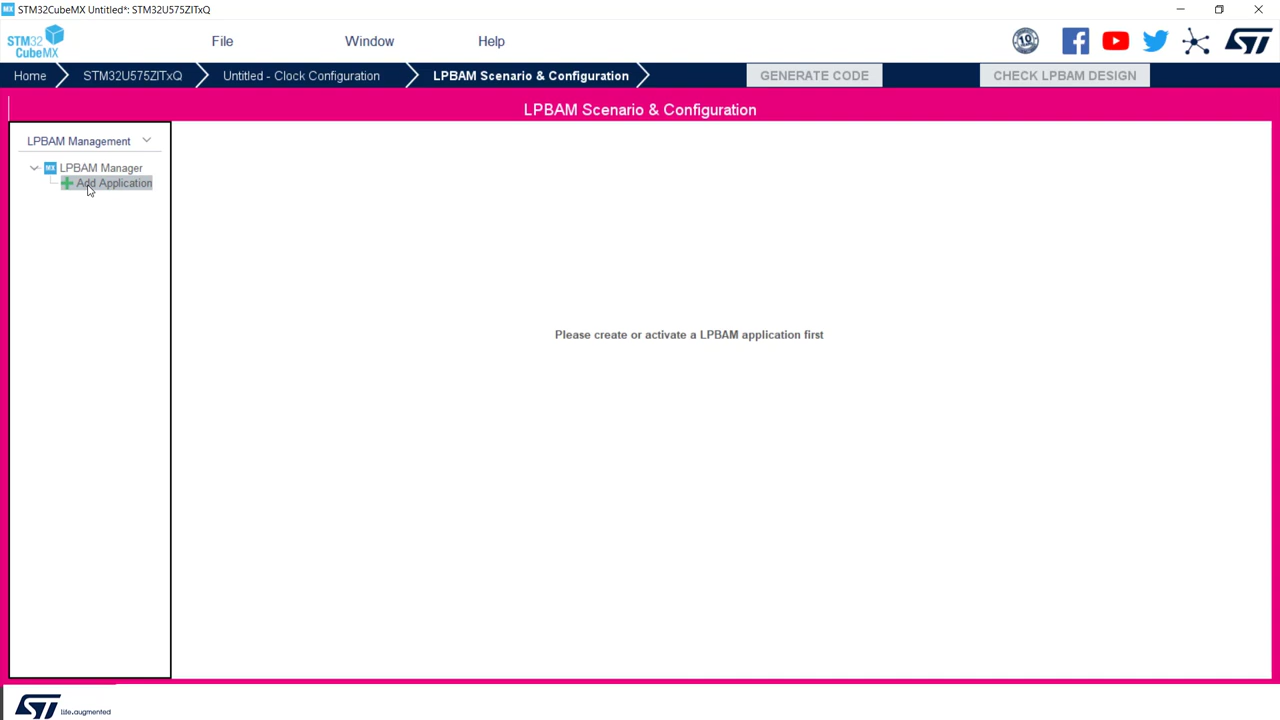 STM32CubeMX Untitled*: STM32U575ZITxQ
STM32
CubeMX
File
Window
Help
10
Home
STM32U575ZITxQ
Untitled - Clock Configuration
LPBAM Scenario & Configuration
GENERATE CODE
CHECK LPBAM DESIGN
LPBAM Scenario & Configuration
LPBAM Management
MX LPBAM Manager
Add Application
Please create or activate a LPBAM application first
life.augmented